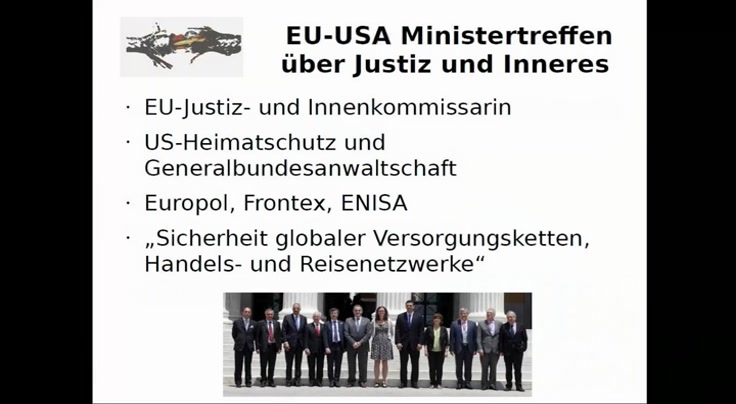 EU-USA Ministertreffen
über Justiz und Inneres
· EU-Justiz- und Innenkommissarin
· US-Heimatschutz und
Generalbundesanwaltschaft
· Europol, Frontex, ENISA
· „Sicherheit globaler Versorgungsketten,
Handels- und Reisenetzwerke“